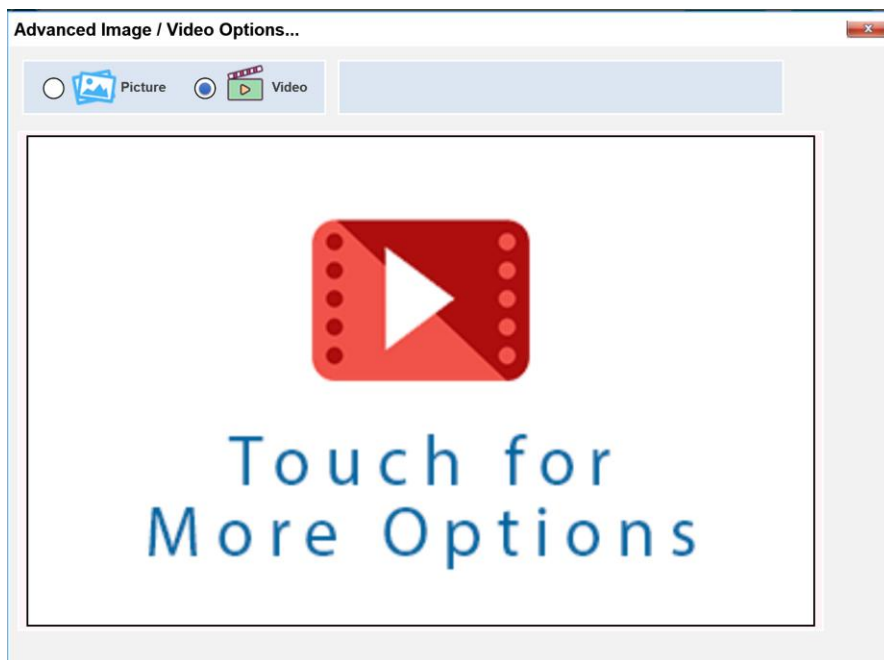 Advanced Image / Video Options...
x
Picture
Video
Touch for
More Options